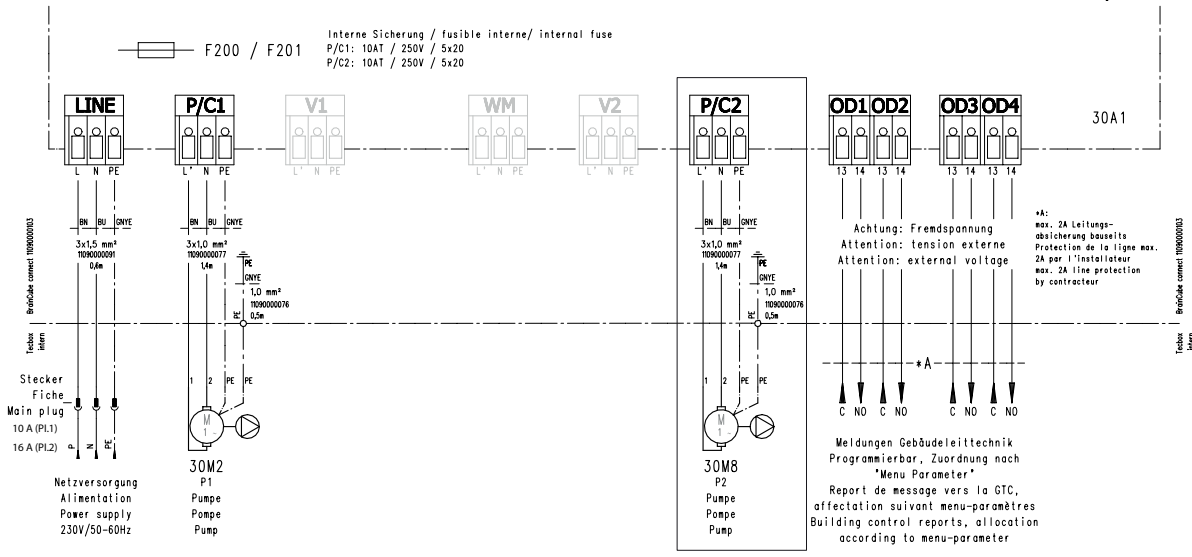 F200 / F201
Interne Sicherung / fusible interne/ internal fuse
P/C1: 10AT / 250V / 5x20
P/C2: 10AT / 250V / 5x20
LINE P/C1 V1 WM V2 P/C2 OD1 OD2 OD3 OD4
30A1
L N PE L' N PE L' N PE L' N PE L' N PE L' N PE 13 14 13 14 13 14 13 14
BN BU GNYE BN BU GNYE BN BU GNYE
3x1,5 mm²
11090000091
0,6m
3x1,0 mm²
11090000077
1,4m
PE
GNYE
1,0 mm²
11090000076
0,5m
PE
3x1,0 mm²
11090000077
1,4m
PE
GNYE
1,0 mm²
11090000076
0,5m
PE
Achtung: Fremdspannung
Attention: tension externe
Attention: external voltage
*A:
max. 2A Leitungs-
absicherung bauseits
Protection de la ligne max.
2A par l'installateur
max. 2A line protection
by contracteur
BrainCube connect 11090000103
Tecbox
intern
BrainCube connect 11090000103
Tecbox
intern
Stecker
Fiche
Main plug
10 A (Pl.1)
16 A (Pl.2)
P N PE
Netzversorgung
Alimentation
Power supply
230V/50-60Hz
1 2 PE PE
M
1 ~
30M2
P1
Pumpe
Pompe
Pump
1 2 PE PE
M
1 ~
30M8
P2
Pumpe
Pompe
Pump
*A
C NO C NO C NO C NO
Meldungen Gebäudeleittechnik
Programmierbar, Zuordnung nach
"Menu Parameter"
Report de message vers la GTC,
affectation suivant menu-paramètres
Building control reports, allocation
according to menu-parameter